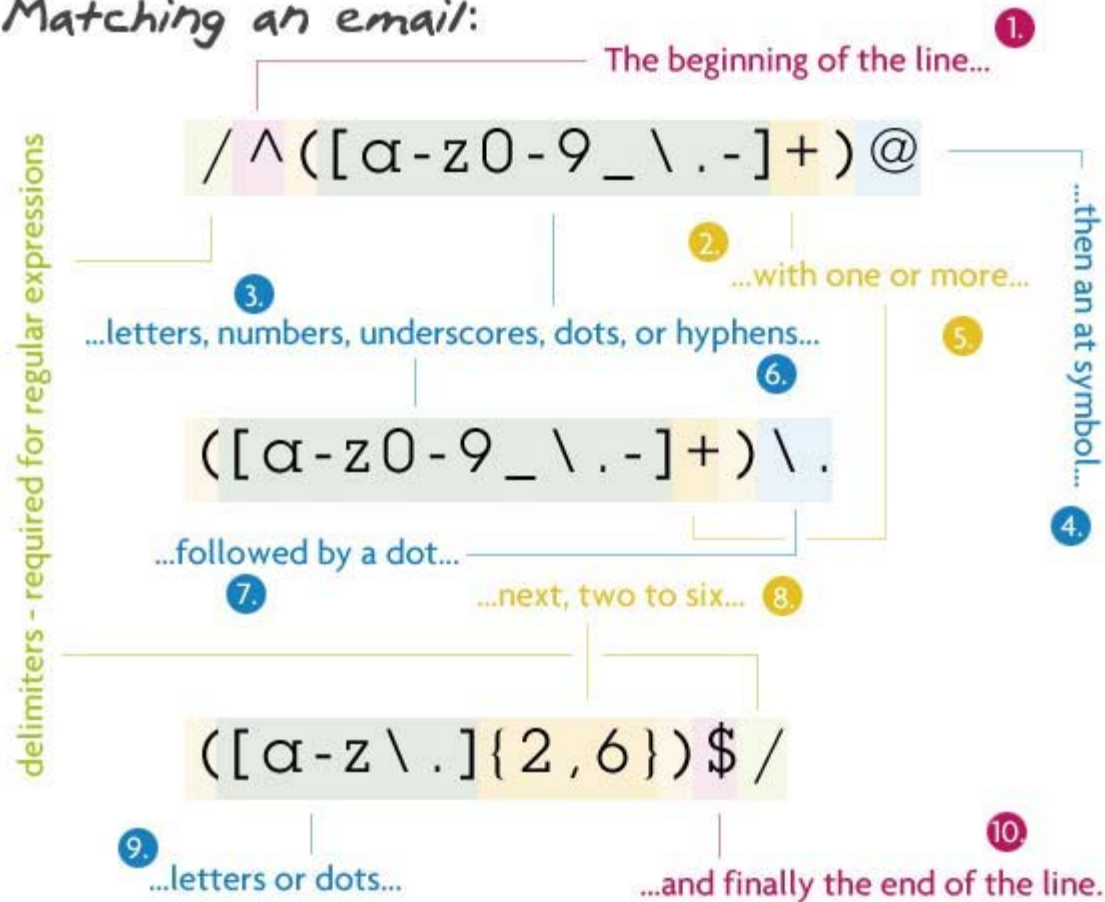 Matching an email:
1.
The beginning of the line...
/^([a-z0-9_\.-]+)@
...then an at symbol...
4.
delimiters - required for regular expressions
2.
...with one or more...
3.
...letters, numbers, underscores, dots, or hyphens...
5.
6.
([a-z0-9_\.-]+)\.
...followed by a dot...
7.
...next, two to six...
8.
([a-z\.]{2,6})$/
9.
...letters or dots...
10.
...and finally the end of the line.